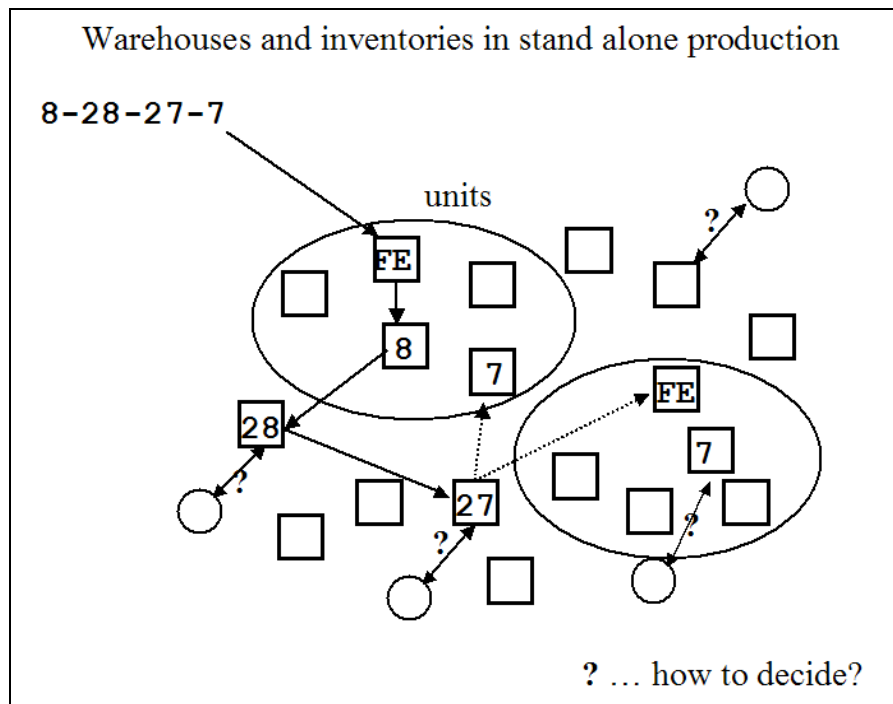 Warehouses and inventories in stand alone production
8-28-27-7
units
?
FE
8
7
FE
28
7
?
27
?
?
? … how to decide?